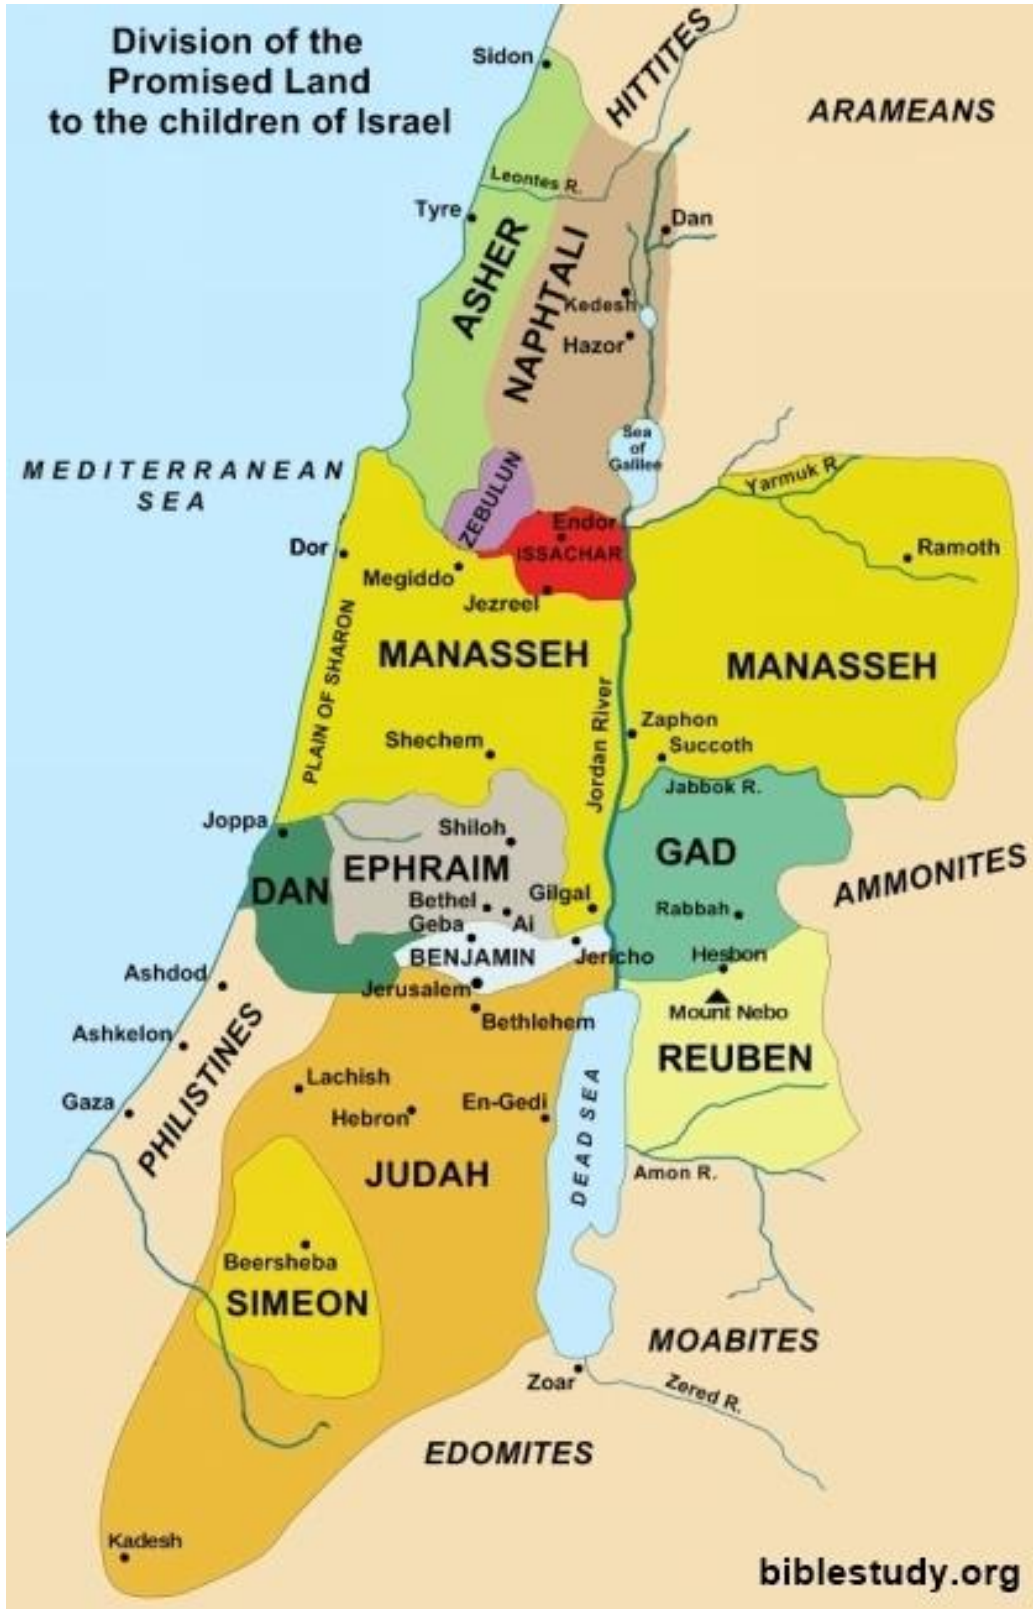 Division of the
Promised Land
to the children of Israel
Sidon
HITTITES
ARAMEANS
Leontes R.
Tyre
Dan
ASHER
NAPHTALI
Kedesh
Hazor
Sea
of
Galilee
MEDITERRANEAN
SEA
ZEBULUN
Yarmuk R.
Endor
ISSACHAR
Dor
Ramoth
Megiddo
Jezreel
MANASSEH
MANASSEH
PLAIN OF SHARON
Jordan River
Zaphon
Shechem
Succoth
Jabbok R.
Joppa
Shiloh
GAD
EPHRAIM
DAN
AMMONITES
Gilgal
Bethel
Rabbah
Geba
Ai
BENJAMIN
Jericho
Hesbon
Ashdod
Jerusalem
Mount Nebo
Bethlehem
Ashkelon
PHILISTINES
REUBEN
Lachish
Gaza
Hebron
En-Gedi
DEAD SEA
JUDAH
Amon R.
Beersheba
SIMEON
MOABITES
Zoar
Zered R.
EDOMITES
Kadesh
biblestudy.org